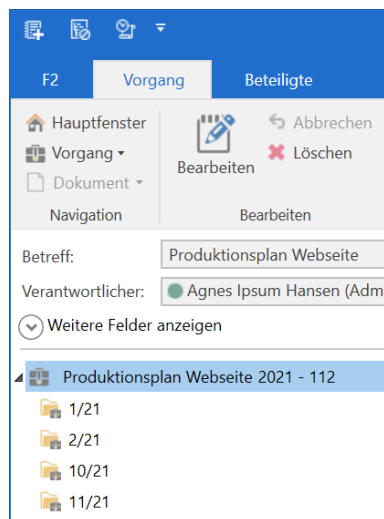 F2 Vorgang Beteiligte
Hauptfenster
Vorgang
Dokument
Navigation
Bearbeiten
Abbrechen
Löschen
Bearbeiten
Betreff: Produktionsplan Webseite
Verantwortlicher: Agnes Ipsum Hansen (Adm
Weitere Felder anzeigen
Produktionsplan Webseite 2021 - 112
1/21
2/21
10/21
11/21